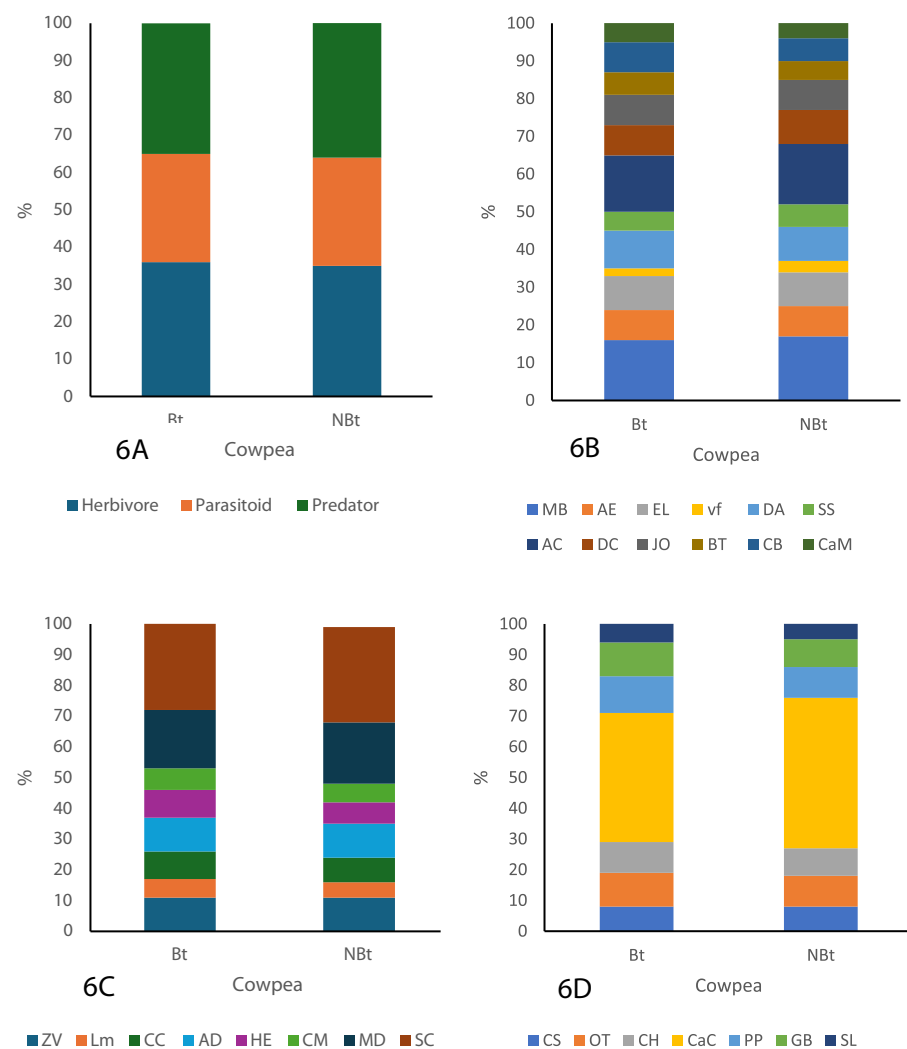 100
90
80
70
60
50
40
30
20
10
0
%
Bt
NBt
6A
Cowpea
Herbivore Parasitoid Predator
100
90
80
70
60
50
40
30
20
10
0
%
Bt
NBt
6B
Cowpea
MB AE EL vf DA SS
AC DC JO BT CB CaM
100
90
80
70
60
50
40
30
20
10
0
%
Bt
NBt
6C
Cowpea
ZV Lm CC AD HE CM MD SC
100
90
80
70
60
50
40
30
20
10
0
%
Bt
NBt
6D
Cowpea
CS OT CH CaC PP GB SL